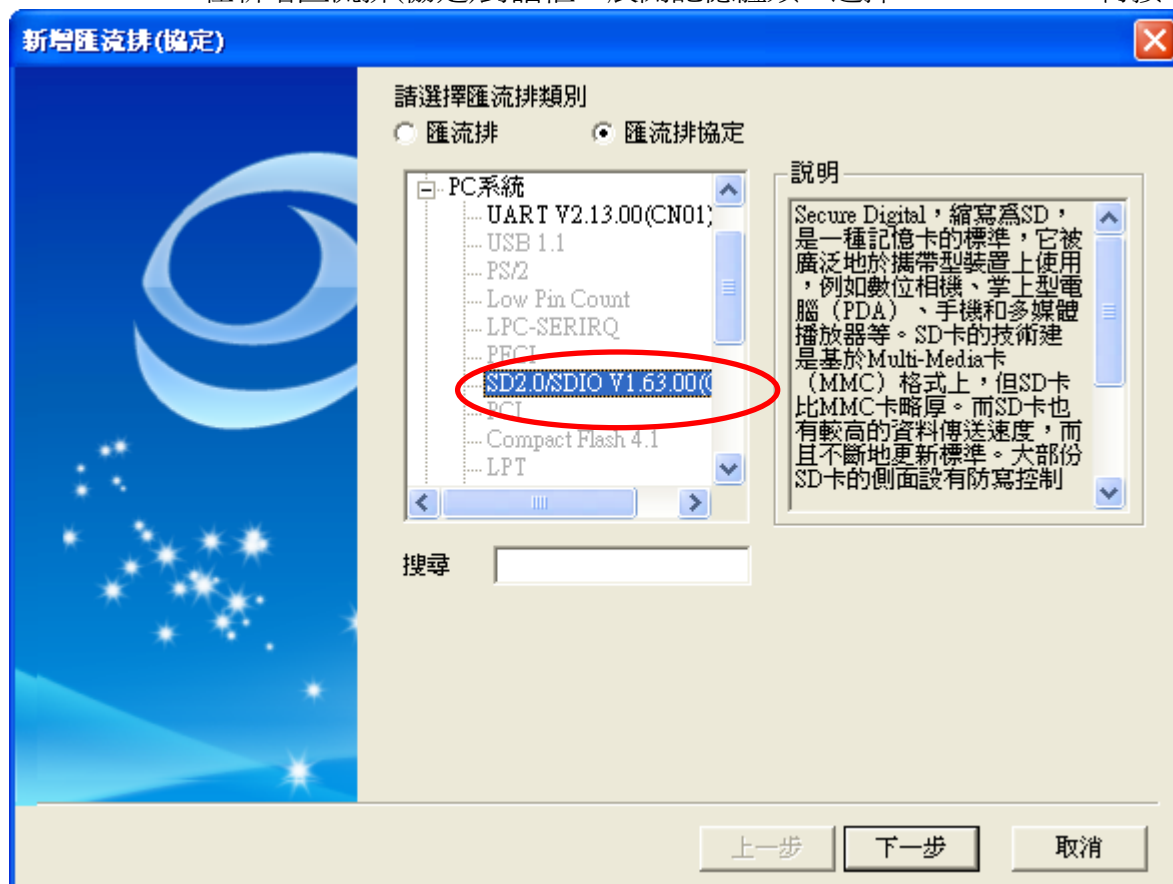 新增匯流排(協定)
請選擇匯流排類別
匯流排 匯流排協定
PC系統
UART V2.13.00(CN01)
USB 1.1
PS/2
Low Pin Count
LPC-SERIRQ
PECI
SD2.0/SDIO V1.63.00(C
PCI
Compact Flash 4.1
LPT
說明
Secure Digital,縮寫為SD,
是一種記憶卡的標準,它被
廣泛地於攜帶型裝置上使用
,例如數位相機、掌上型電
腦(PDA)、手機和多媒體
播放器等。SD卡的技術建
是基於Multi-Media卡
(MMC)格式上,但SD卡
比MMC卡略厚。而SD卡也
有較高的資料傳送速度,而
且不斷地更新標準。大部份
SD卡的側面設有防寫控制
搜尋
上一步 下一步 取消